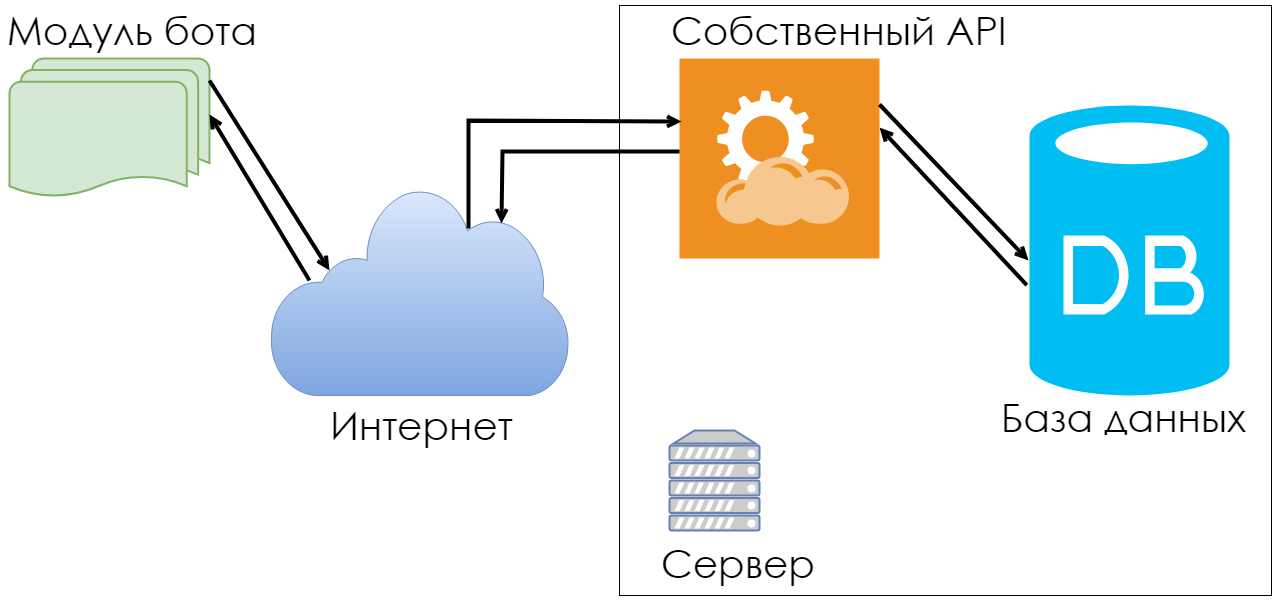 Модуль бота
Собственный API
DB
Интернет
База данных
Сервер